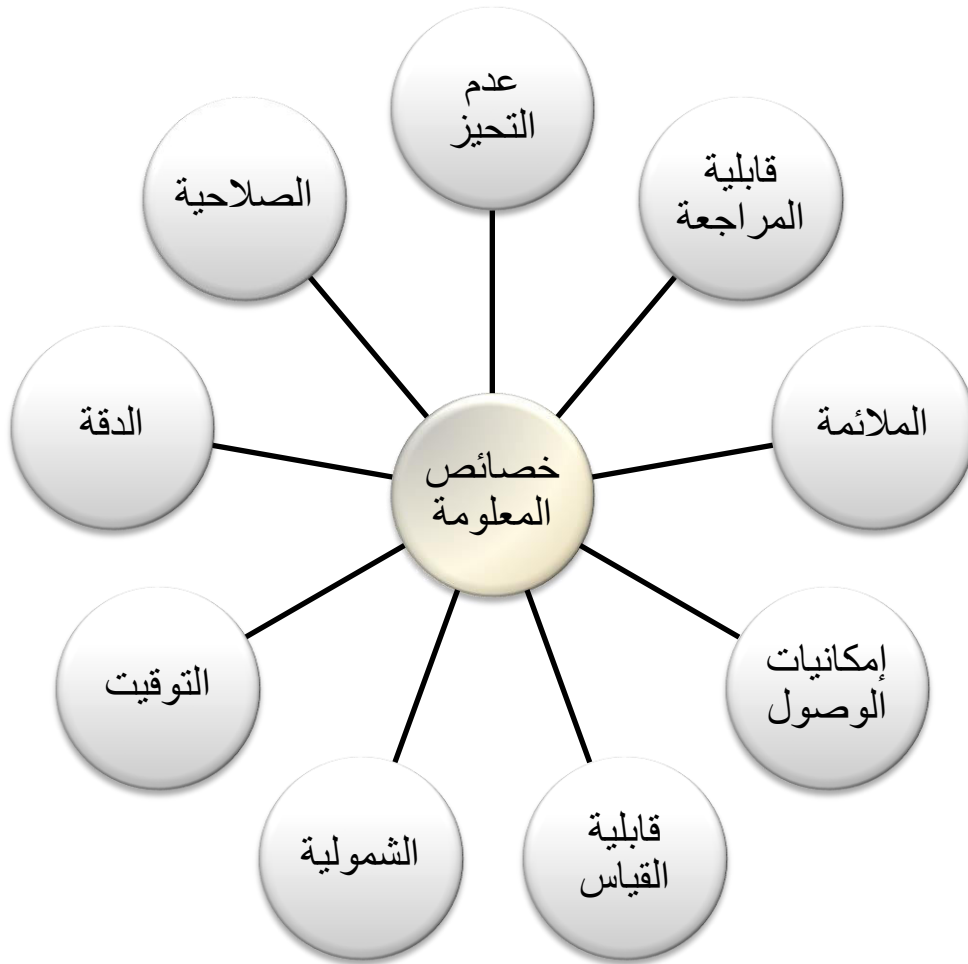 عدم
التحيز
قابلية
المراجعة
الملائمة
إمكانيات
الوصول
قابلية
القياس
الشمولية
التوقيت
الدقة
الصلاحية
خصائص
المعلومة